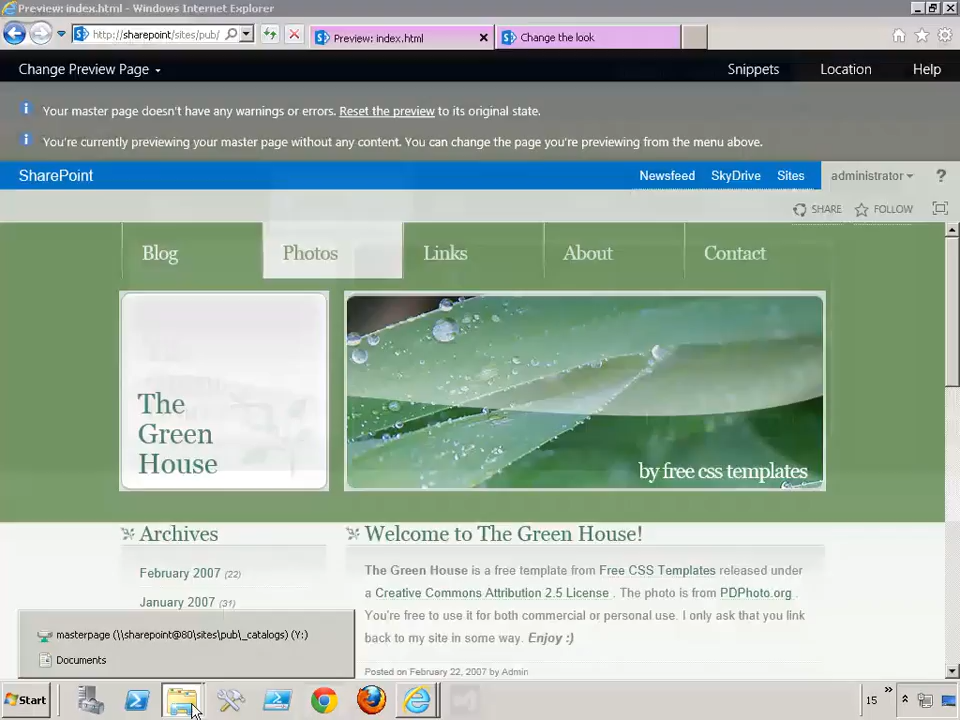 Preview: index.html - Windows Internet Explorer
http://sharepoint/sites/pub/
Preview: index.html
Change the look
Change Preview Page
Snippets
Location
Help
Your master page doesn't have any warnings or errors. Reset the preview to its original state.
You're currently previewing your master page without any content. You can change the page you're previewing from the menu above.
SharePoint
Newsfeed
SkyDrive
Sites
administrator
?
SHARE
FOLLOW
Blog
Photos
Links
About
Contact
The
Green
House
by free css templates
Archives
February 2007 (22)
January 2007 (31)
Welcome to The Green House!
The Green House is a free template from Free CSS Templates released under
a Creative Commons Attribution 2.5 License . The photo is from PDPhoto.org .
You're free to use it for both commercial or personal use. I only ask that you link
back to my site in some way. Enjoy :)
Posted on February 22, 2007 by Admin
masterpage (\\sharepoint@80\sites\pub\_catalogs) (Y:)
Documents
Start
15